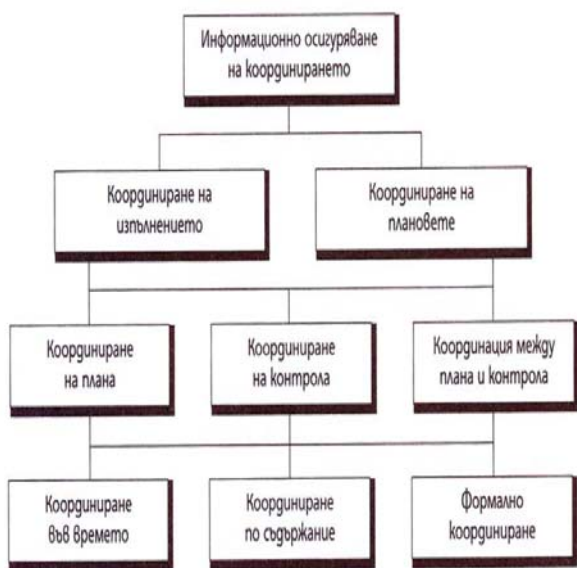 Информационно осигуряване
на координирането
Координиране на
изпълнението
Координиране на
плановете
Координиране
на плана
Координиране
на контрола
Координация между
плана и контрола
Координиране
във времето
Координиране
по съдържание
Формално
координиране